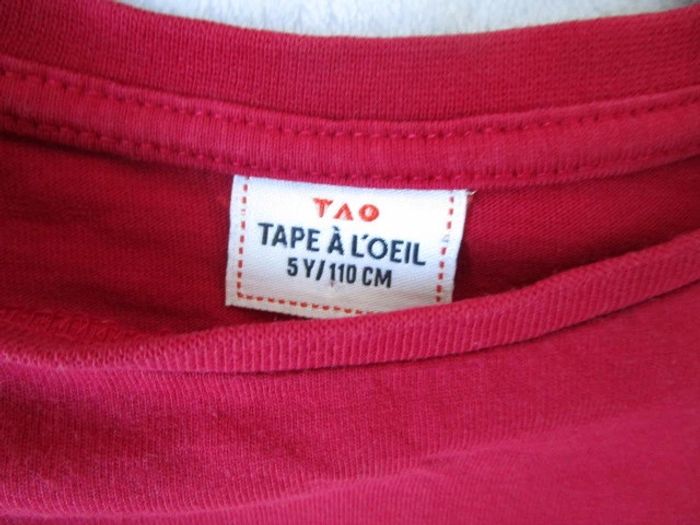 TAO
TAPE À L'OEIL
5 Y/110 CM